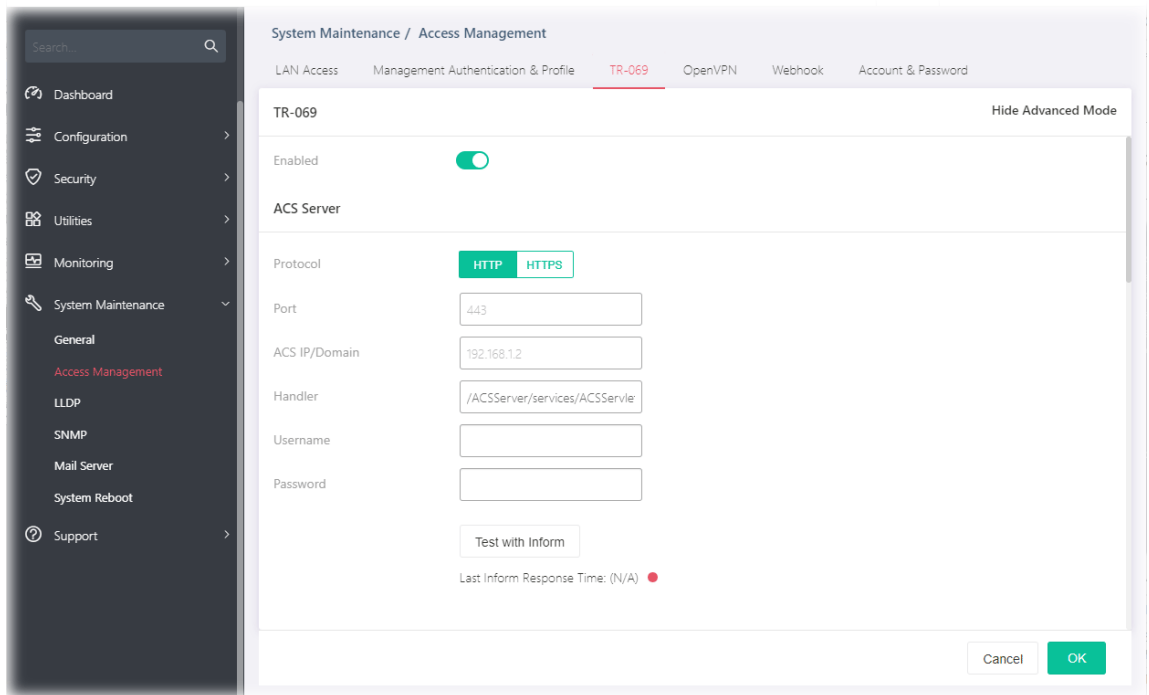 Search...
Dashboard
Configuration
Security
Utilities
Monitoring
System Maintenance
General
Access Management
LLDP
SNMP
Mail Server
System Reboot
Support
System Maintenance / Access Management
LAN Access Management Authentication & Profile TR-069 OpenVPN Webhook Account & Password
TR-069 Hide Advanced Mode
Enabled
ACS Server
Protocol HTTP HTTPS
Port 443
ACS IP/Domain 192.168.1.2
Handler /ACSServer/services/ACSServle
Username
Password
Test with Inform
Last Inform Response Time: (N/A)
Cancel OK